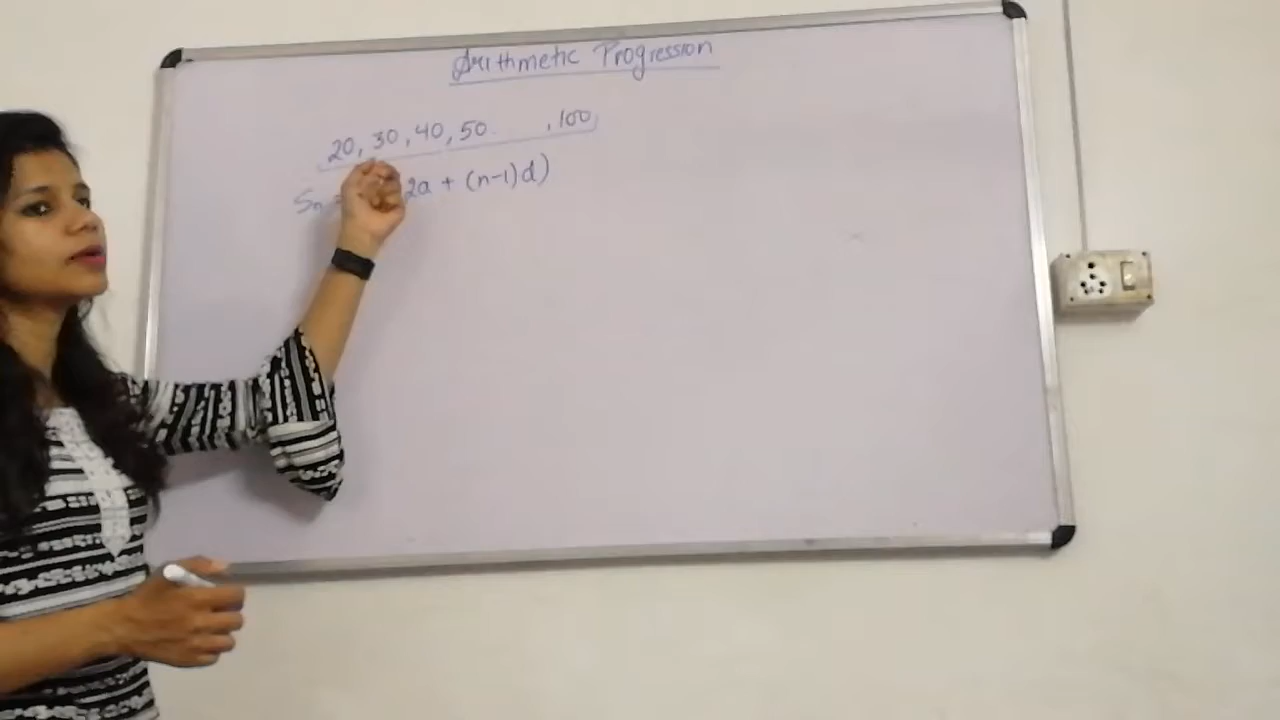 Arithmetic Progression
20, 30, 40, 50. , 100
Sn = 2a + (n-1)d)